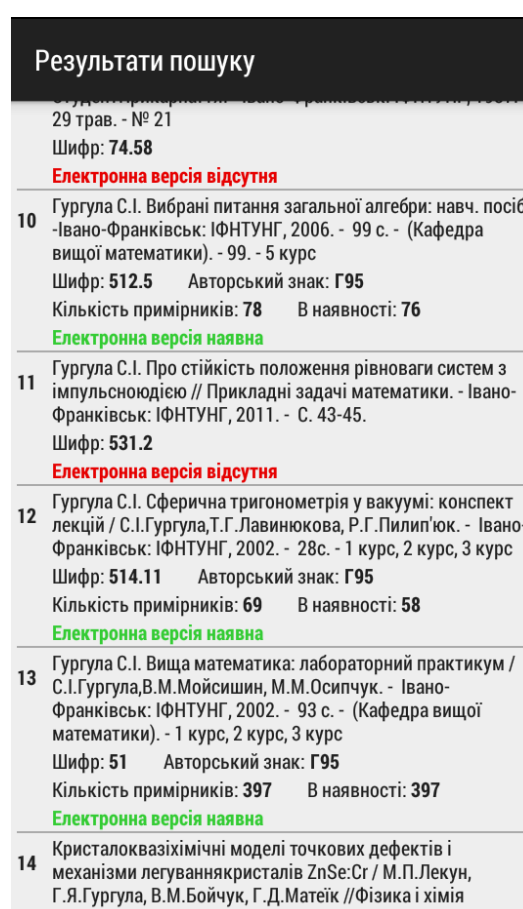 Результати пошуку
29 трав. - № 21
Шифр: 74.58
Електронна версія відсутня
10 Гургула С.І. Вибрані питання загальної алгебри: навч. посіб
-Івано-Франківськ: ІФНТУНГ, 2006. - 99 с. - (Кафедра
вищої математики). - 99. - 5 курс
Шифр: 512.5 Авторський знак: Г95
Кількість примірників: 78 В наявності: 76
Електронна версія наявна
11 Гургула С.І. Про стійкість положення рівноваги систем з
імпульсноюдією // Прикладні задачі математики. - Івано-
Франківськ: ІФНТУНГ, 2011. - С. 43-45.
Шифр: 531.2
Електронна версія відсутня
12 Гургула С.І. Сферична тригонометрія у вакуумі: конспект
лекцій / С.І.Гургула,Т.Г.Лавинюкова, Р.Г.Пилип'юк. - Івано-
Франківськ: ІФНТУНГ, 2002. - 28с. - 1 курс, 2 курс, 3 курс
Шифр: 514.11 Авторський знак: Г95
Кількість примірників: 69 В наявності: 58
Електронна версія наявна
13 Гургула С.І. Вища математика: лабораторний практикум /
С.І.Гургула,В.М.Мойсишин, М.М.Осипчук. - Івано-
Франківськ: ІФНТУНГ, 2002. - 93 с. - (Кафедра вищої
математики). - 1 курс, 2 курс, 3 курс
Шифр: 51 Авторський знак: Г95
Кількість примірників: 397 В наявності: 397
Електронна версія наявна
14 Кристалоквазіхімічні моделі точкових дефектів і
механізми легуваннякристалів ZnSe:Cr / М.П.Лекун,
Г.Я.Гургула, В.М.Бойчук, Г.Д.Матеїк //Фізика і хімія